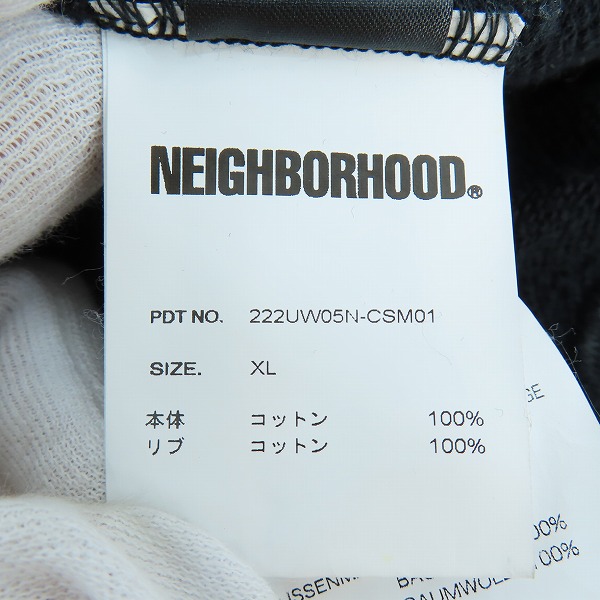 NEIGHBORHOOD®
PDT NO. 222UW05N-CSM01
SIZE. XL
本体 コットン 100%
リブ コットン 100%